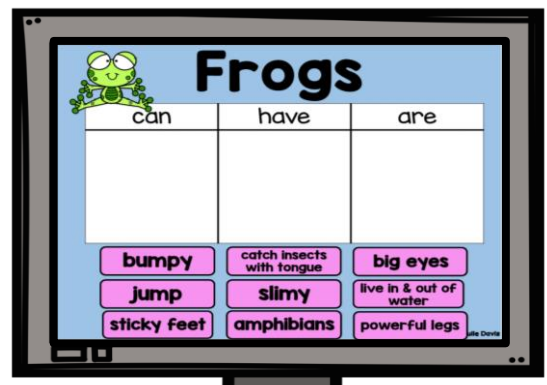 Frogs
can have are
bumpy
catch insects
with tongue
big eyes
jump
slimy
live in & out of
water
sticky feet
amphibians
powerful legs
Davis